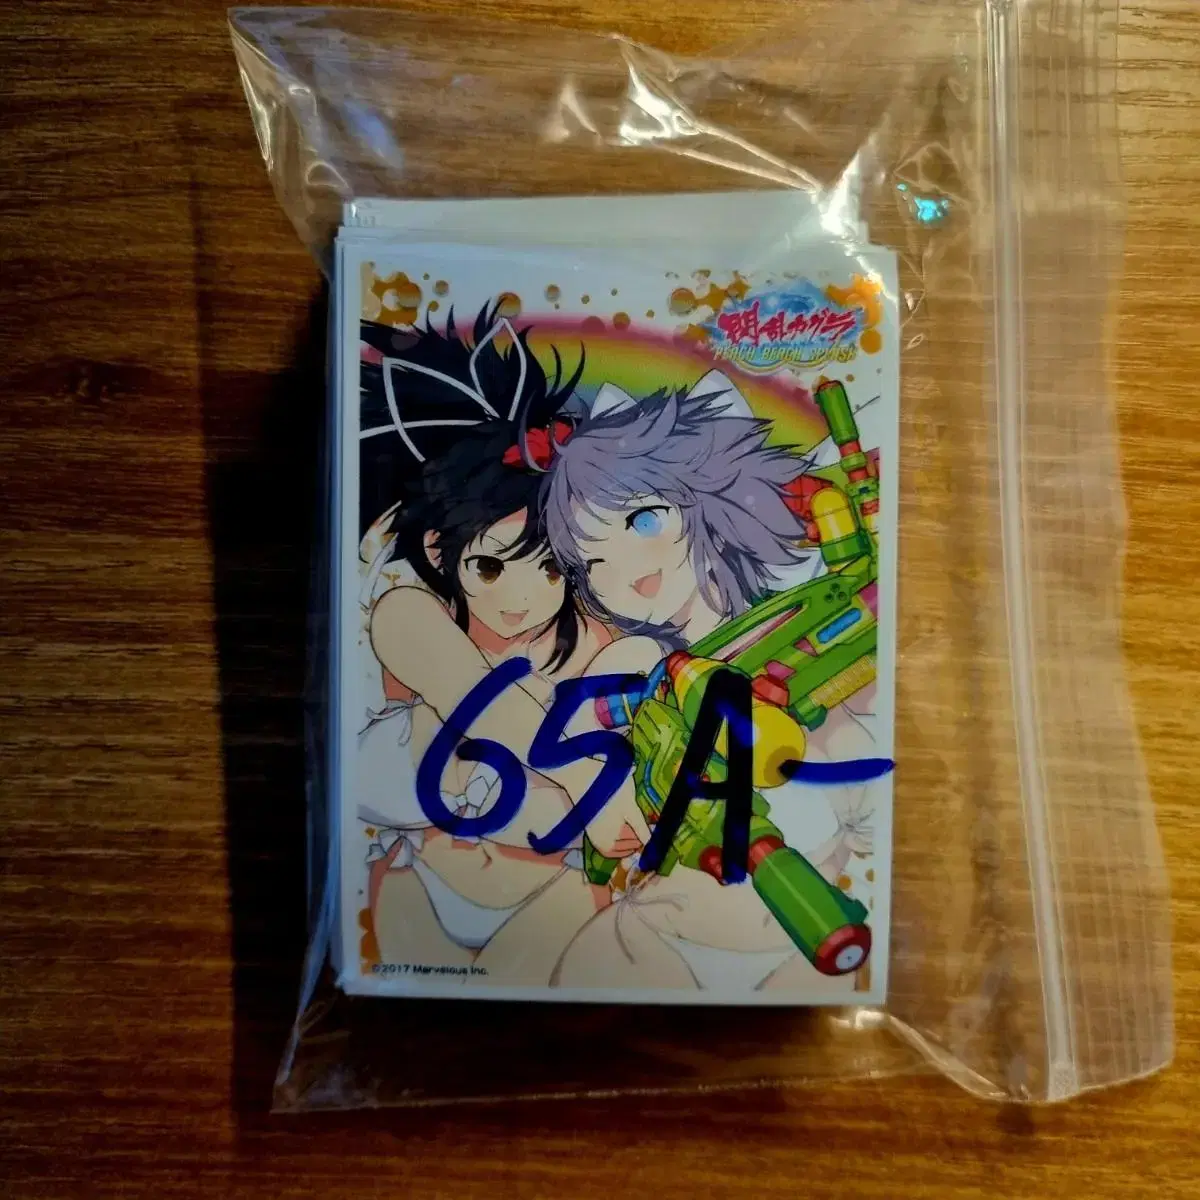 閃乱カグラ
PEACH BEACH SPLASH
65A-
©2017 Marvelous Inc.